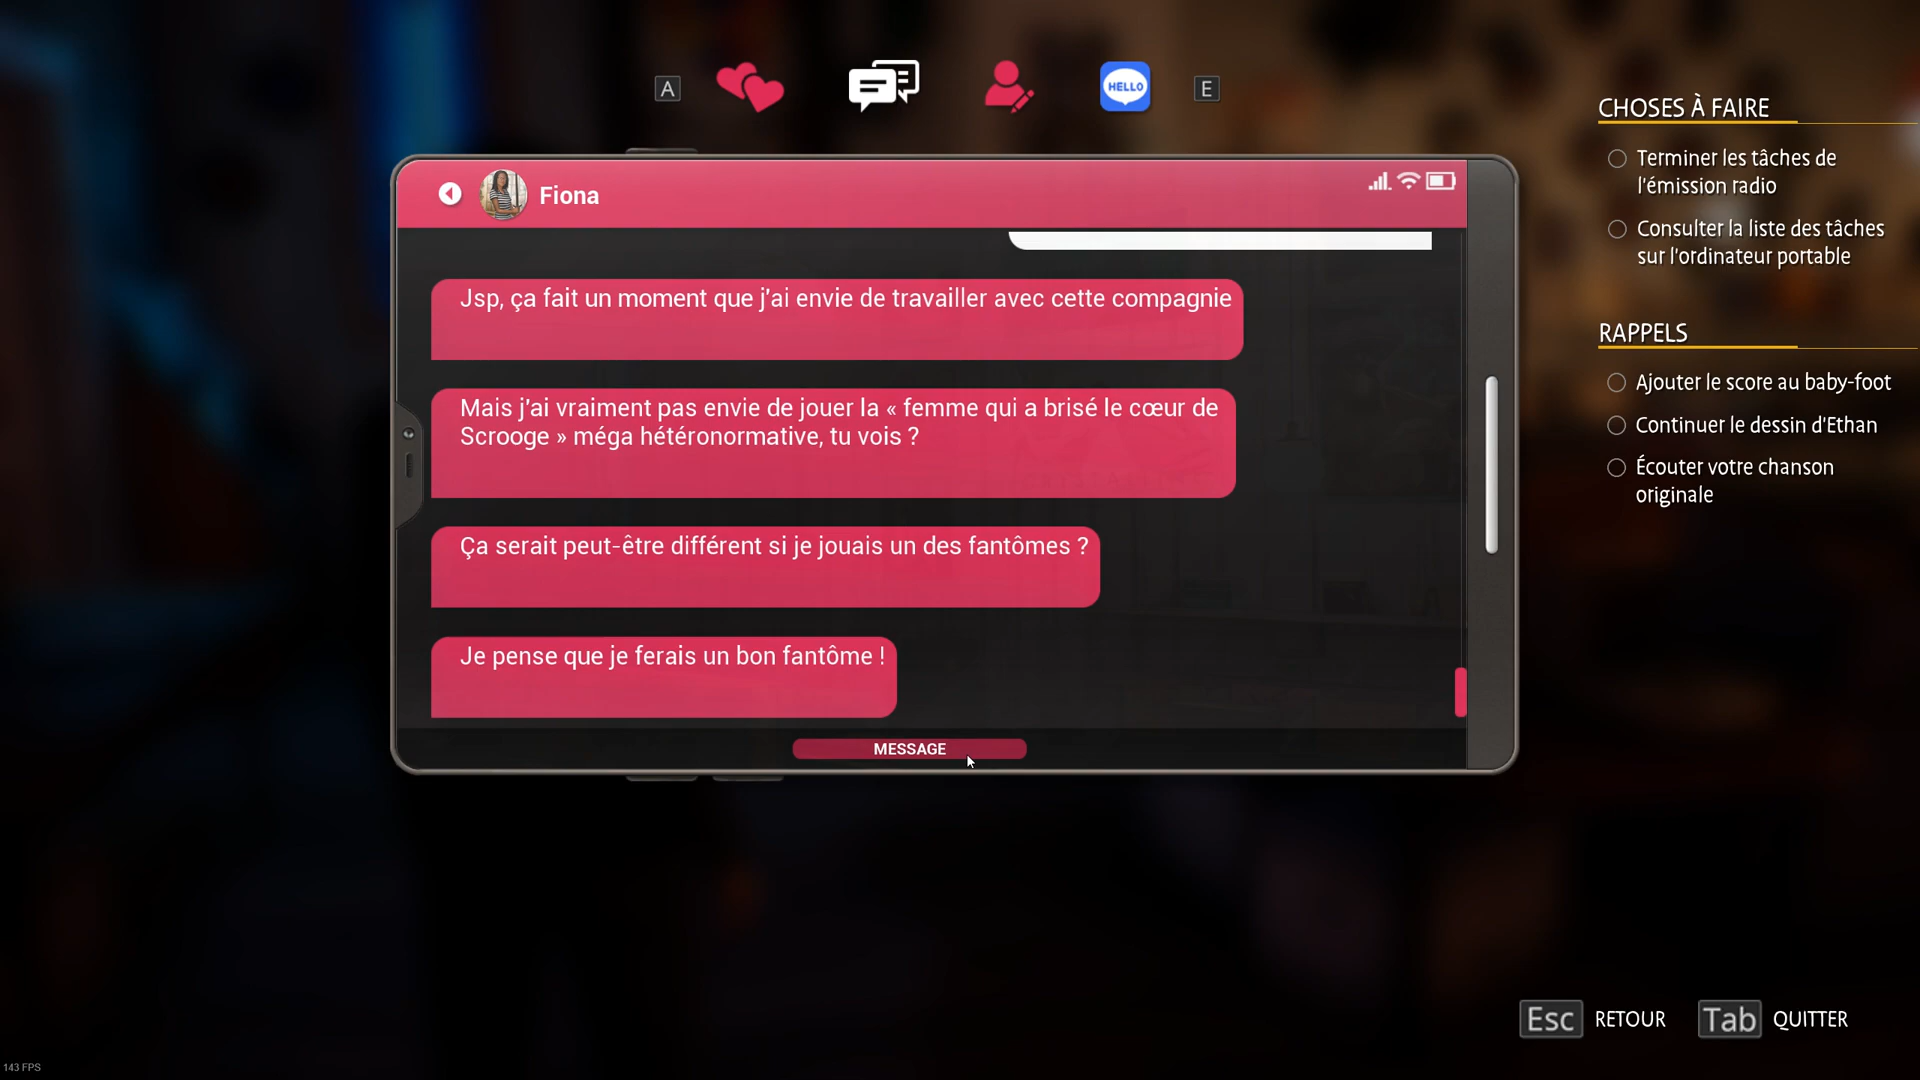 A
HELLO
E
Fiona
Jsp, ça fait un moment que j'ai envie de travailler avec cette compagnie
Mais j'ai vraiment pas envie de jouer la « femme qui a brisé le cœur de
Scrooge » méga hétéronormative, tu vois ?
Ça serait peut-être différent si je jouais un des fantômes ?
Je pense que je ferais un bon fantôme !
MESSAGE
CHOSES À FAIRE
Terminer les tâches de
l'émission radio
Consulter la liste des tâches
sur l'ordinateur portable
RAPPELS
Ajouter le score au baby-foot
Continuer le dessin d'Ethan
Écouter votre chanson
originale
Esc RETOUR Tab QUITTER
143 FPS